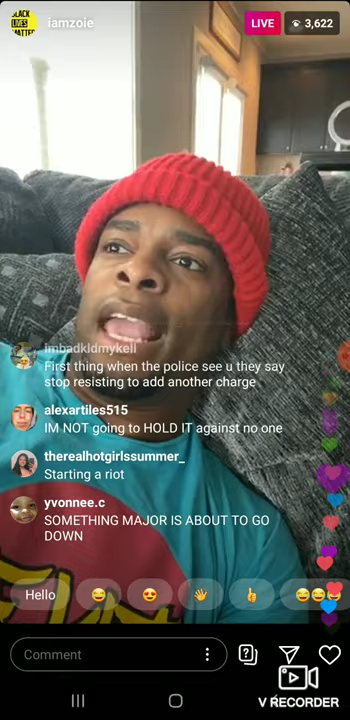 BLACK
LIVES
MATTER
iamzoie
LIVE
3,622
imbadkidmykell
First thing when the police see u they say
stop resisting to add another charge
alexartiles515
IM NOT going to HOLD IT against no one
therealhotgirlssummer_
Starting a riot
yvonnee.c
SOMETHING MAJOR IS ABOUT TO GO
DOWN
Hello
Comment
V RECORDER